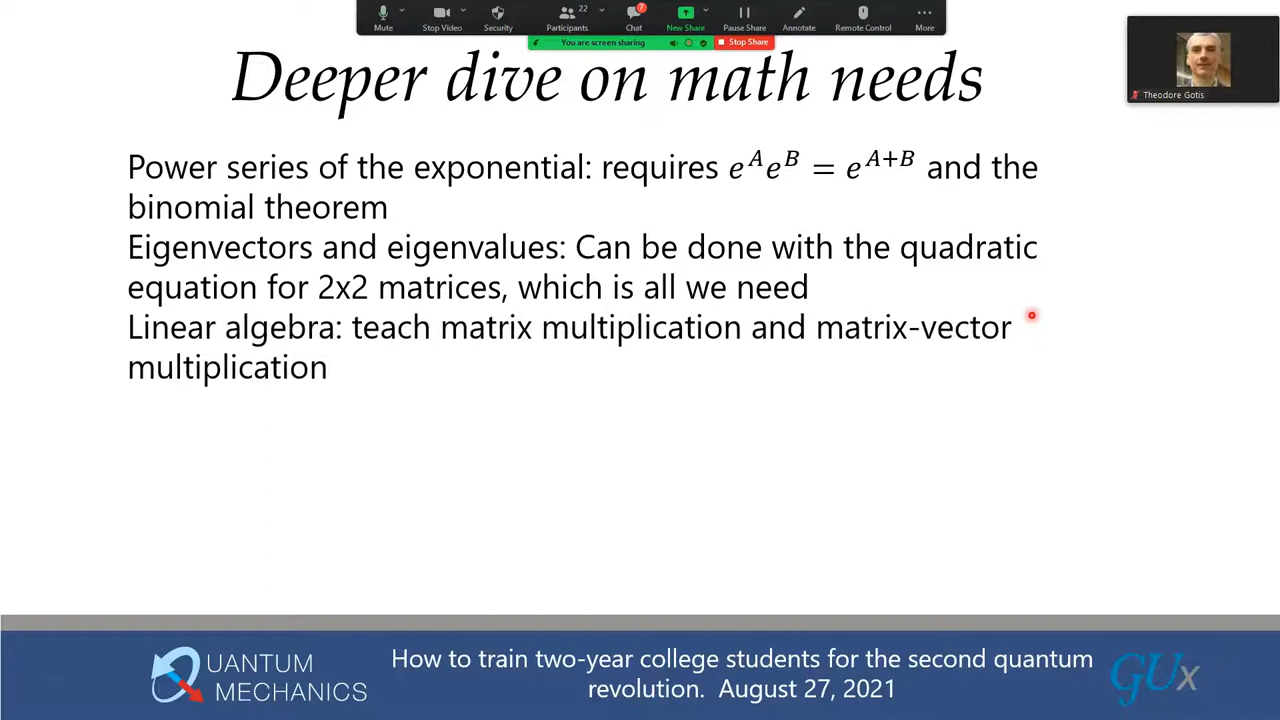 Mute
Stop Video
Security
22
Participants
7
Chat
New Share
Pause Share
Annotate
Remote Control
More
You are screen sharing
Stop Share
Theodore Gotis
Deeper dive on math needs
Power series of the exponential: requires e^A e^B = e^{A+B} and the
binomial theorem
Eigenvectors and eigenvalues: Can be done with the quadratic
equation for 2x2 matrices, which is all we need
Linear algebra: teach matrix multiplication and matrix-vector
multiplication
QUANTUM
MECHANICS
How to train two-year college students for the second quantum
revolution. August 27, 2021
GUx